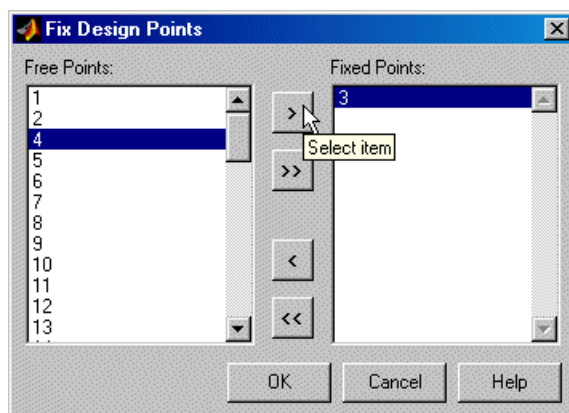 Fix Design Points
Free Points:
Fixed Points:
1
2
4
5
6
7
8
9
10
11
12
13
3
>
Select item
>>
<
<<
OK
Cancel
Help